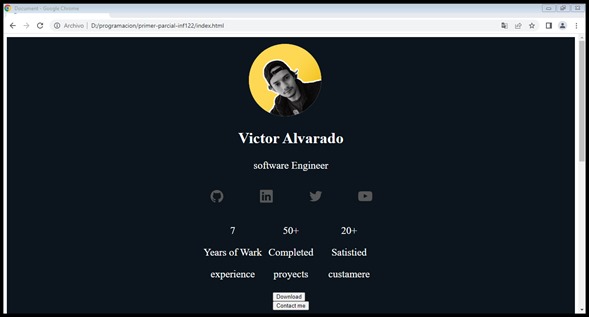 Document - Google Chrome
Archivo | D:/programacion/primer-parcial-inf122/index.html
Victor Alvarado
software Engineer
7 50+ 20+
Years of Wark Completed Satistied
experience proyects custamere
Download
Contact me